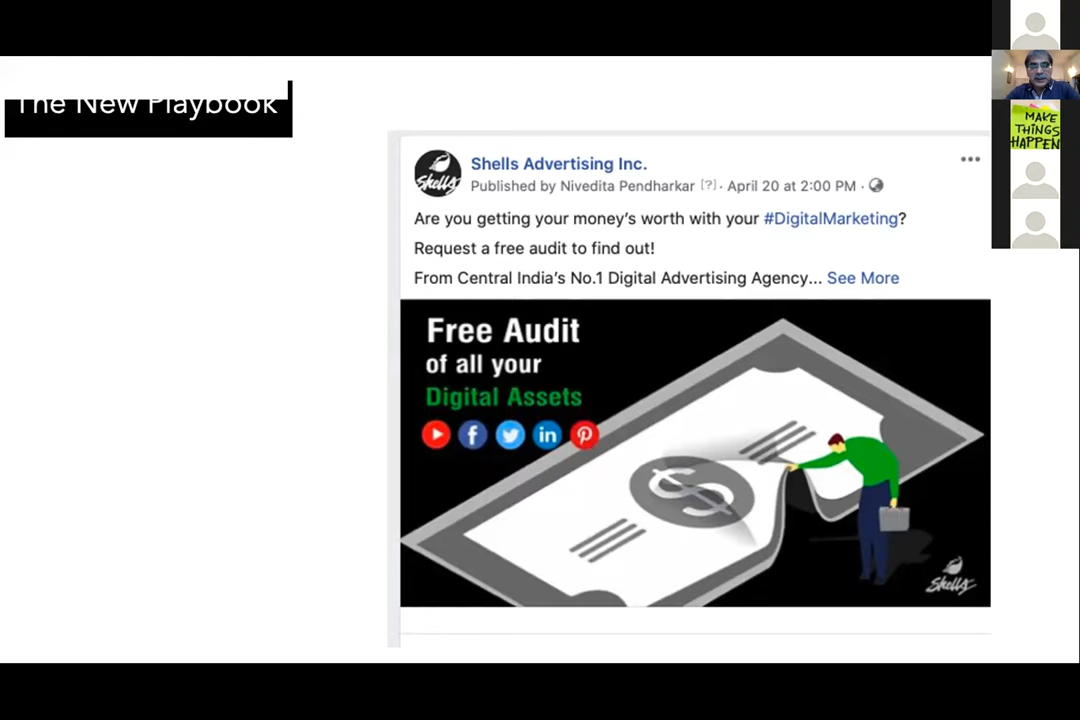 The New Playbook
Shells Advertising Inc.
Published by Nivedita Pendharkar [?] · April 20 at 2:00 PM ·
Are you getting your money's worth with your #DigitalMarketing?
Request a free audit to find out!
From Central India's No.1 Digital Advertising Agency... See More
Shells
Free Audit
of all your
Digital Assets
in
$
Shells
MAKE
THINGS
HAPPEN